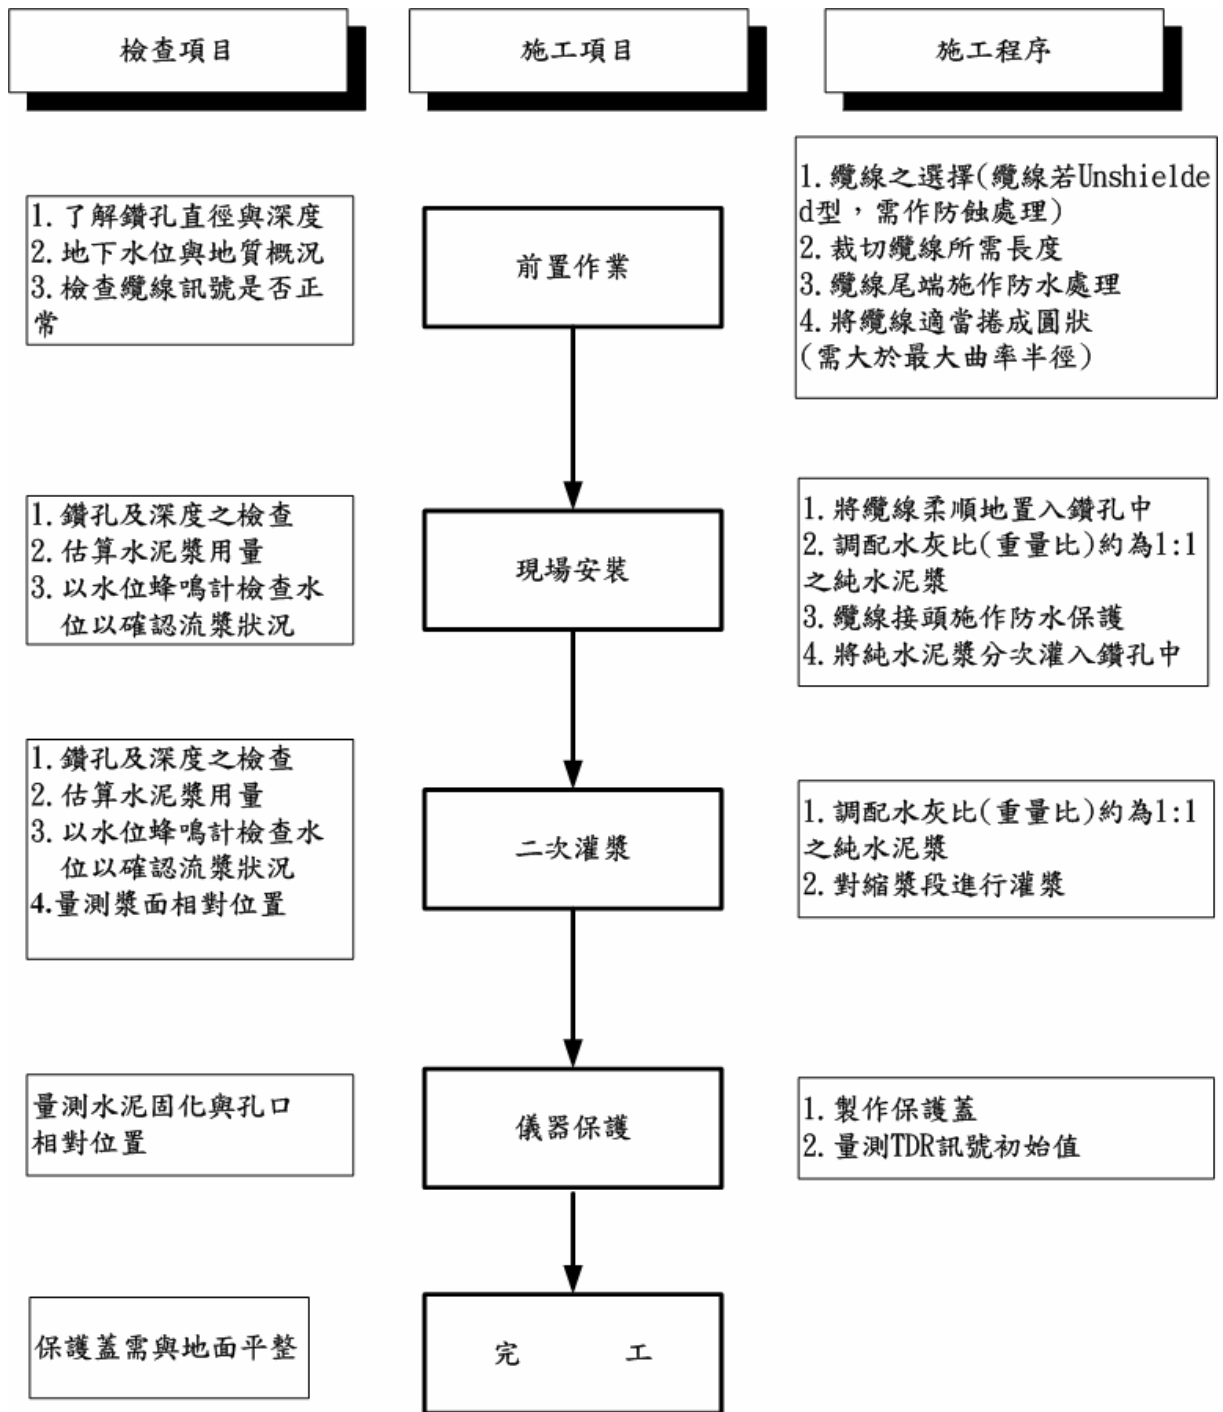 檢查項目
施工項目
施工程序
1. 了解鑽孔直徑與深度
2. 地下水位與地質概況
3. 檢查纜線訊號是否正
常
前置作業
1. 纜線之選擇(纜線若Unshielde
d型，需作防蝕處理)
2. 裁切纜線所需長度
3. 纜線尾端施作防水處理
4. 將纜線適當捲成圓狀
(需大於最大曲率半徑)
1. 鑽孔及深度之檢查
2. 估算水泥漿用量
3. 以水位蜂鳴計檢查水
位以確認流漿狀況
現場安裝
1. 將纜線柔順地置入鑽孔中
2. 調配水灰比(重量比)約為1:1
之純水泥漿
3. 纜線接頭施作防水保護
4. 將純水泥漿分次灌入鑽孔中
1. 鑽孔及深度之檢查
2. 估算水泥漿用量
3. 以水位蜂鳴計檢查水
位以確認流漿狀況
4.量測漿面相對位置
二次灌漿
1. 調配水灰比(重量比)約為1:1
之純水泥漿
2. 對縮漿段進行灌漿
量測水泥固化與孔口
相對位置
儀器保護
1. 製作保護蓋
2. 量測TDR訊號初始值
保護蓋需與地面平整
完 工